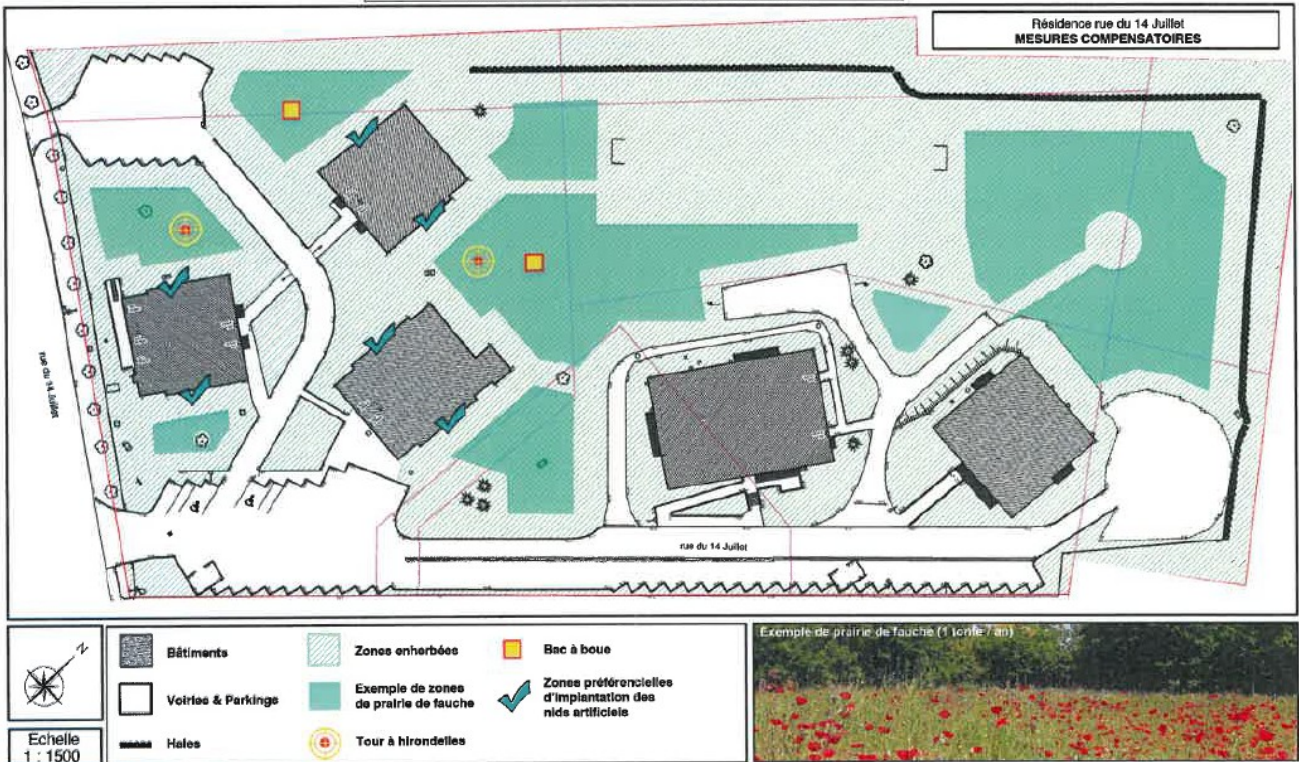 Résidence rue du 14 Juillet
MESURES COMPENSATOIRES
rue du 14 Juillet
rue du 14 Juillet
N
Echelle
1 : 1500
Bâtiments
Voiries & Parkings
Haies
Zones enherbées
Exemple de zones
de prairie de fauche
Tour à hirondelles
Bac à boue
Zones préférencielles
d'implantation des
nids artificiels
Exemple de prairie de fauche (1 tonte / an)